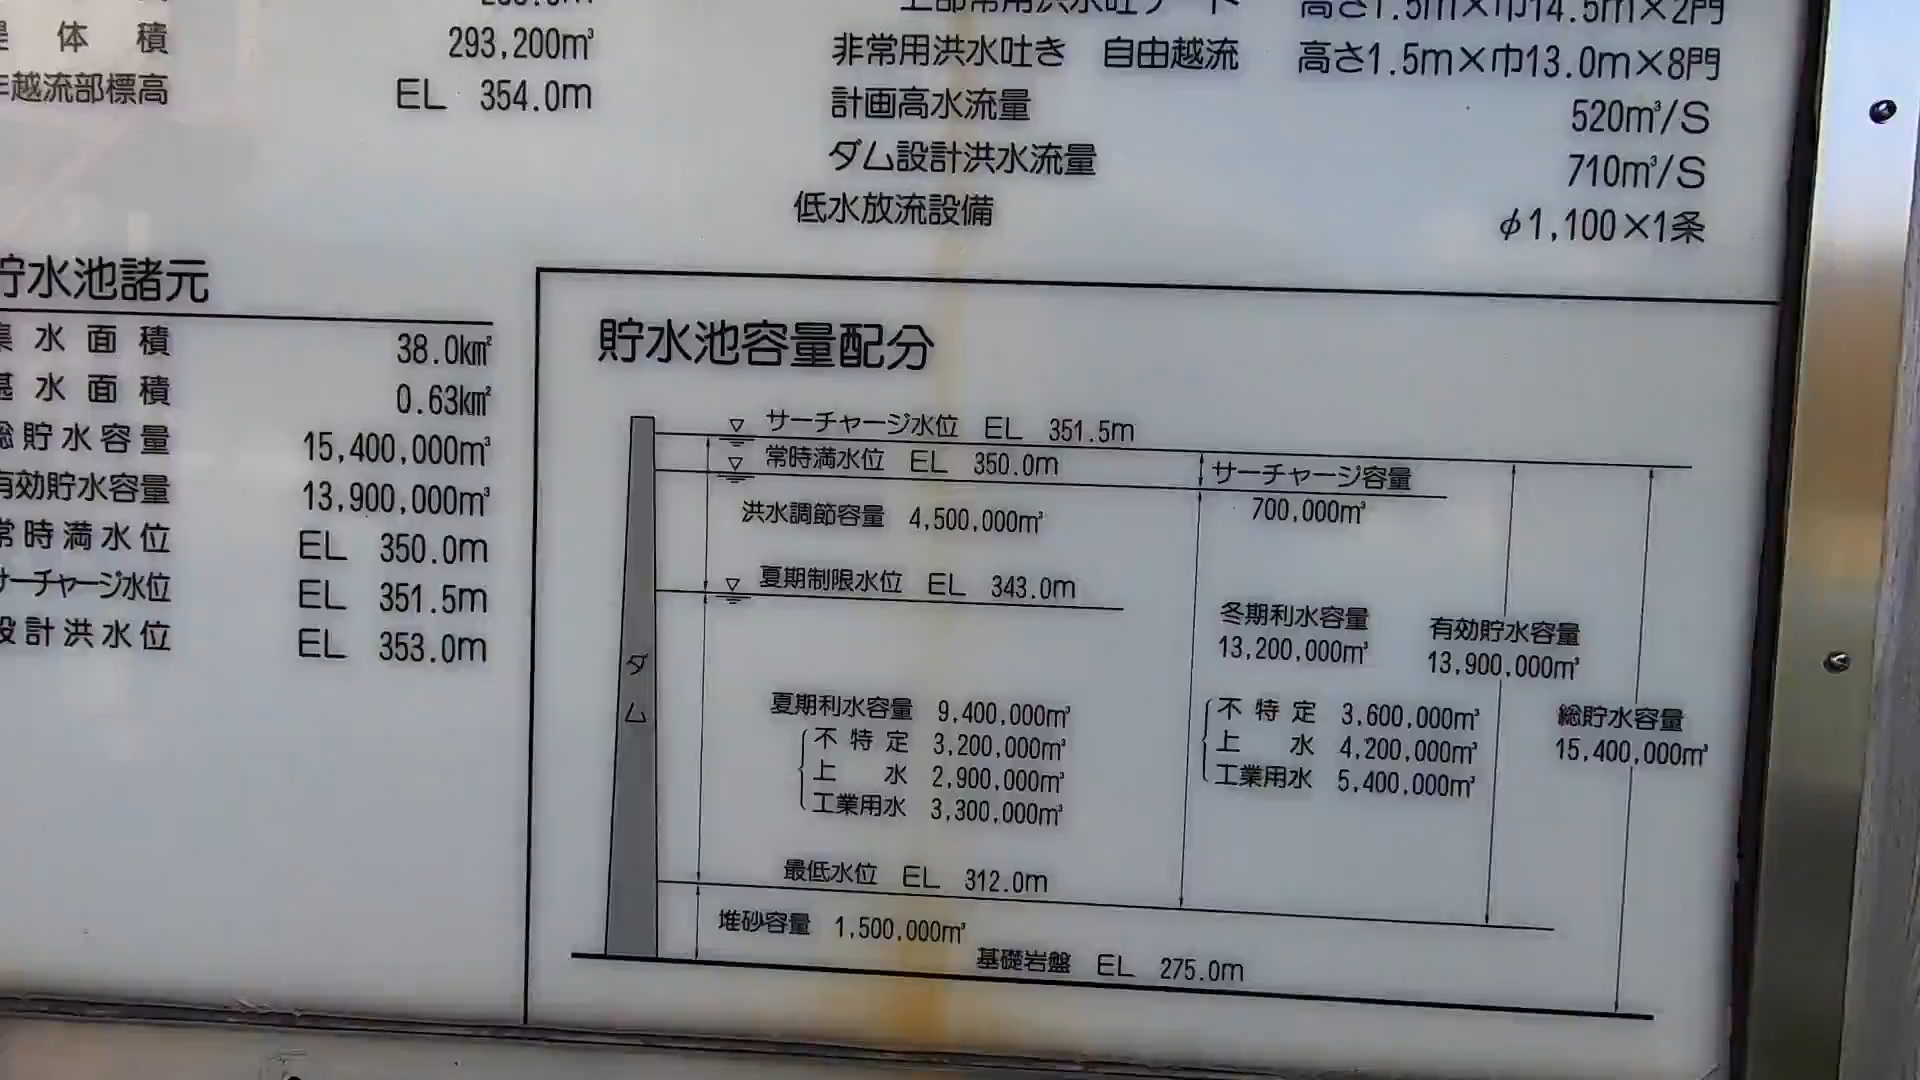 体積 293,200m³
越流部標高 EL 354.0m
高さ1.5m×巾14.5m×2門
非常用洪水吐き 自由越流 高さ1.5m×巾13.0m×8門
計画高水流量 520m³/S
ダム設計洪水流量 710m³/S
低水放流設備 φ1,100×1条
貯水池諸元
集水面積 38.0km²
湛水面積 0.63km²
総貯水容量 15,400,000m³
有効貯水容量 13,900,000m³
常時満水位 EL 350.0m
サーチャージ水位 EL 351.5m
設計洪水位 EL 353.0m
貯水池容量配分
サーチャージ水位 EL 351.5m
常時満水位 EL 350.0m
サーチャージ容量
700,000m³
洪水調節容量 4,500,000m³
夏期制限水位 EL 343.0m
冬期利水容量
13,200,000m³
不特定 3,600,000m³
上水 4,200,000m³
工業用水 5,400,000m³
有効貯水容量
13,900,000m³
総貯水容量
15,400,000m³
ダム
夏期利水容量 9,400,000m³
不特定 3,200,000m³
上水 2,900,000m³
工業用水 3,300,000m³
最低水位 EL 312.0m
堆砂容量 1,500,000m³
基礎岩盤 EL 275.0m